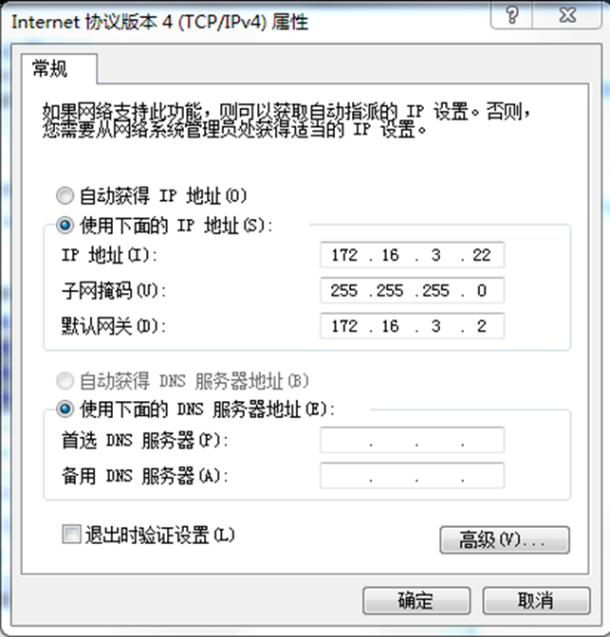 Internet 协议版本 4 (TCP/IPv4) 属性
常规
如果网络支持此功能，则可以获取自动指派的 IP 设置。否则，
您需要从网络系统管理员处获得适当的 IP 设置。
自动获得 IP 地址(O)
使用下面的 IP 地址(S):
IP 地址(I): 172 . 16 . 3 . 22
子网掩码(U): 255 .255 .255 . 0
默认网关(D): 172 . 16 . 3 . 2
自动获得 DNS 服务器地址(B)
使用下面的 DNS 服务器地址(E):
首选 DNS 服务器(P): . . .
备用 DNS 服务器(A): . . .
退出时验证设置(L)
高级(V)...
确定 取消